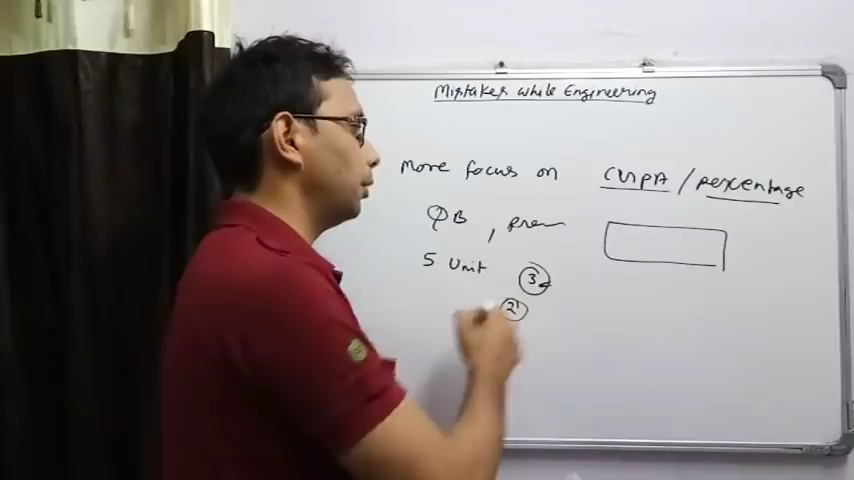 Mistakes while Engineering
More focus on CGPA / percentage
QB, Prev
5 Unit 3
2